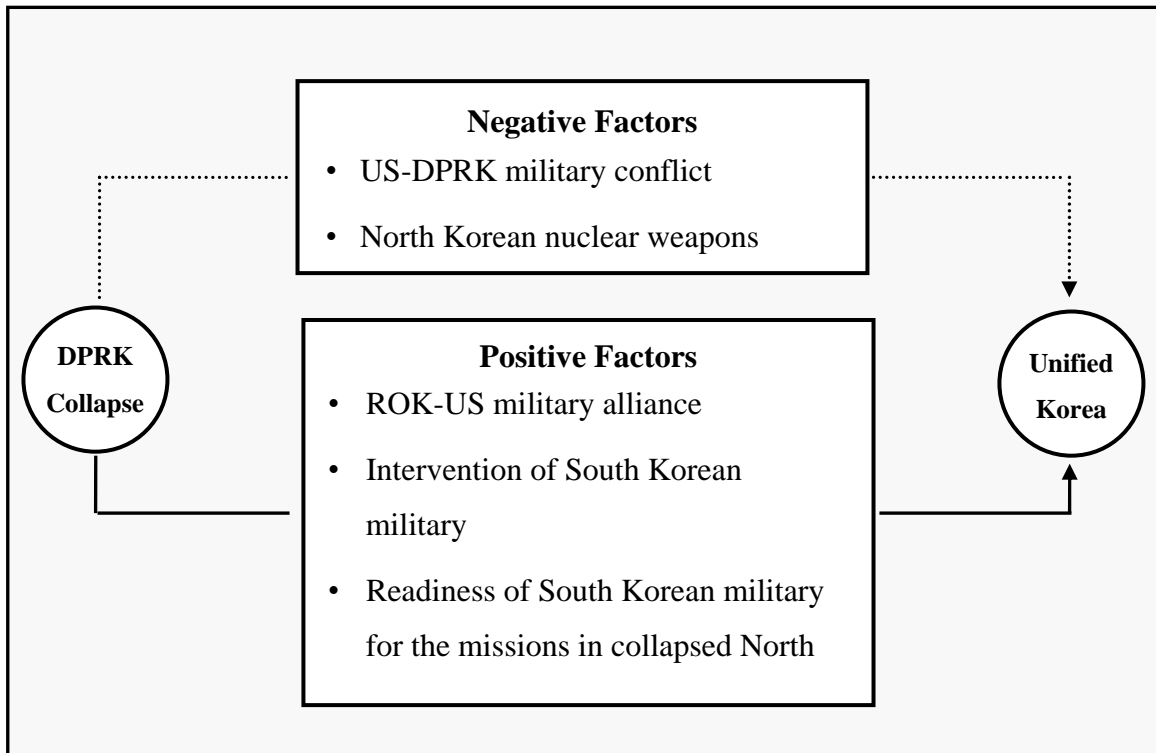 Negative Factors
• US-DPRK military conflict
• North Korean nuclear weapons
DPRK
Collapse
Positive Factors
• ROK-US military alliance
• Intervention of South Korean
military
• Readiness of South Korean military
for the missions in collapsed North
Unified
Korea